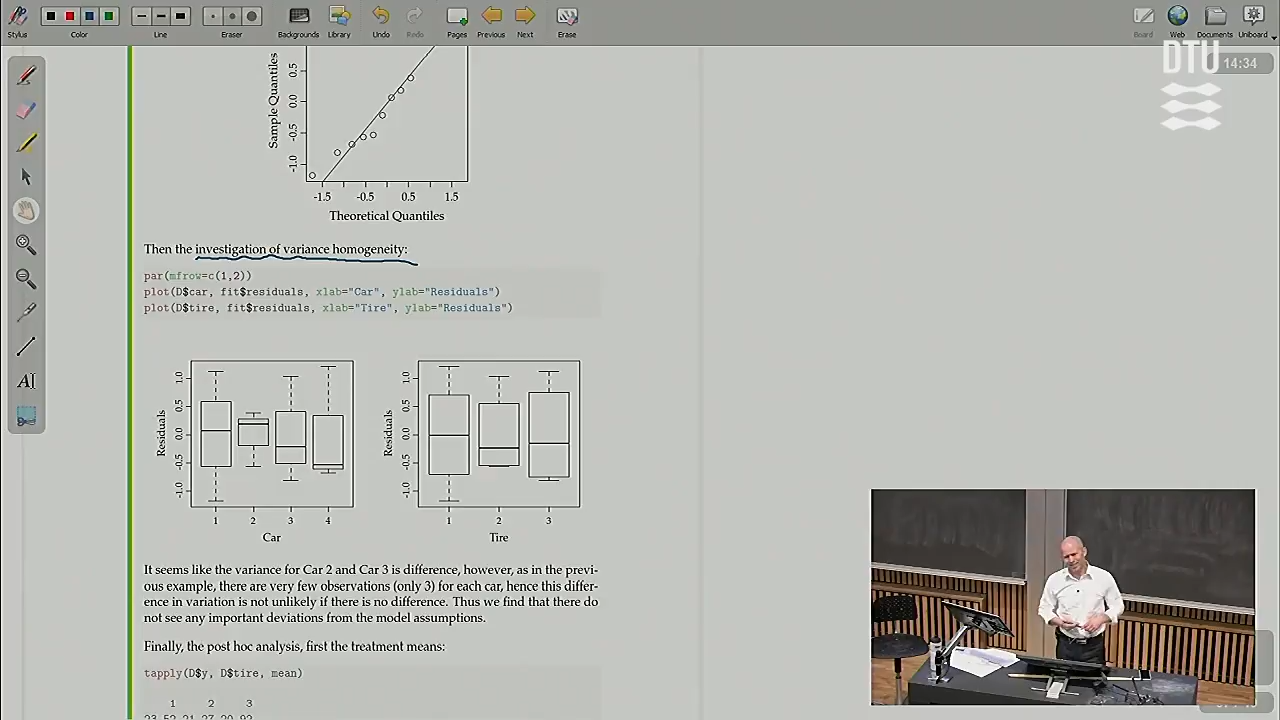 Stylus Color Line Eraser Backgrounds Library Undo Redo Pages Previous Next Erase Board Web Documents Uniboard
DTU
14:34
Sample Quantiles
0.5
0.0
-0.5
-1.0
-1.5 -0.5 0.5 1.5
Theoretical Quantiles
Then the investigation of variance homogeneity:
par(mfrow=c(1,2))
plot(D$car, fit$residuals, xlab="Car", ylab="Residuals")
plot(D$tire, fit$residuals, xlab="Tire", ylab="Residuals")
AI
Residuals
1.0
0.5
0.0
-0.5
-1.0
1 2 3 4
Car
Residuals
1.0
0.5
0.0
-0.5
-1.0
1 2 3
Tire
It seems like the variance for Car 2 and Car 3 is difference, however, as in the previ-
ous example, there are very few observations (only 3) for each car, hence this differ-
ence in variation is not unlikely if there is no difference. Thus we find that there do
not see any important deviations from the model assumptions.
Finally, the post hoc analysis, first the treatment means:
tapply(D$y, D$tire, mean)
1 2 3